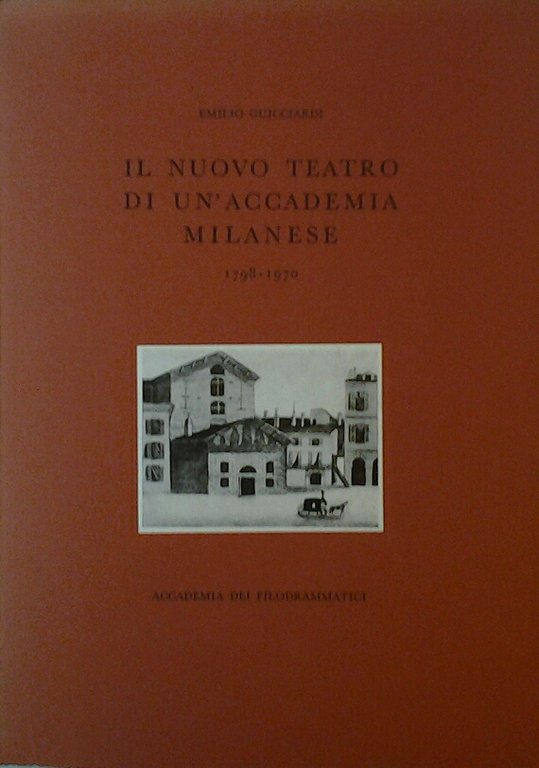 EMILIO GUICCIARDI
IL NUOVO TEATRO
DI UN'ACCADEMIA
MILANESE
1798-1970
ACCADEMIA DEI FILODRAMMATICI